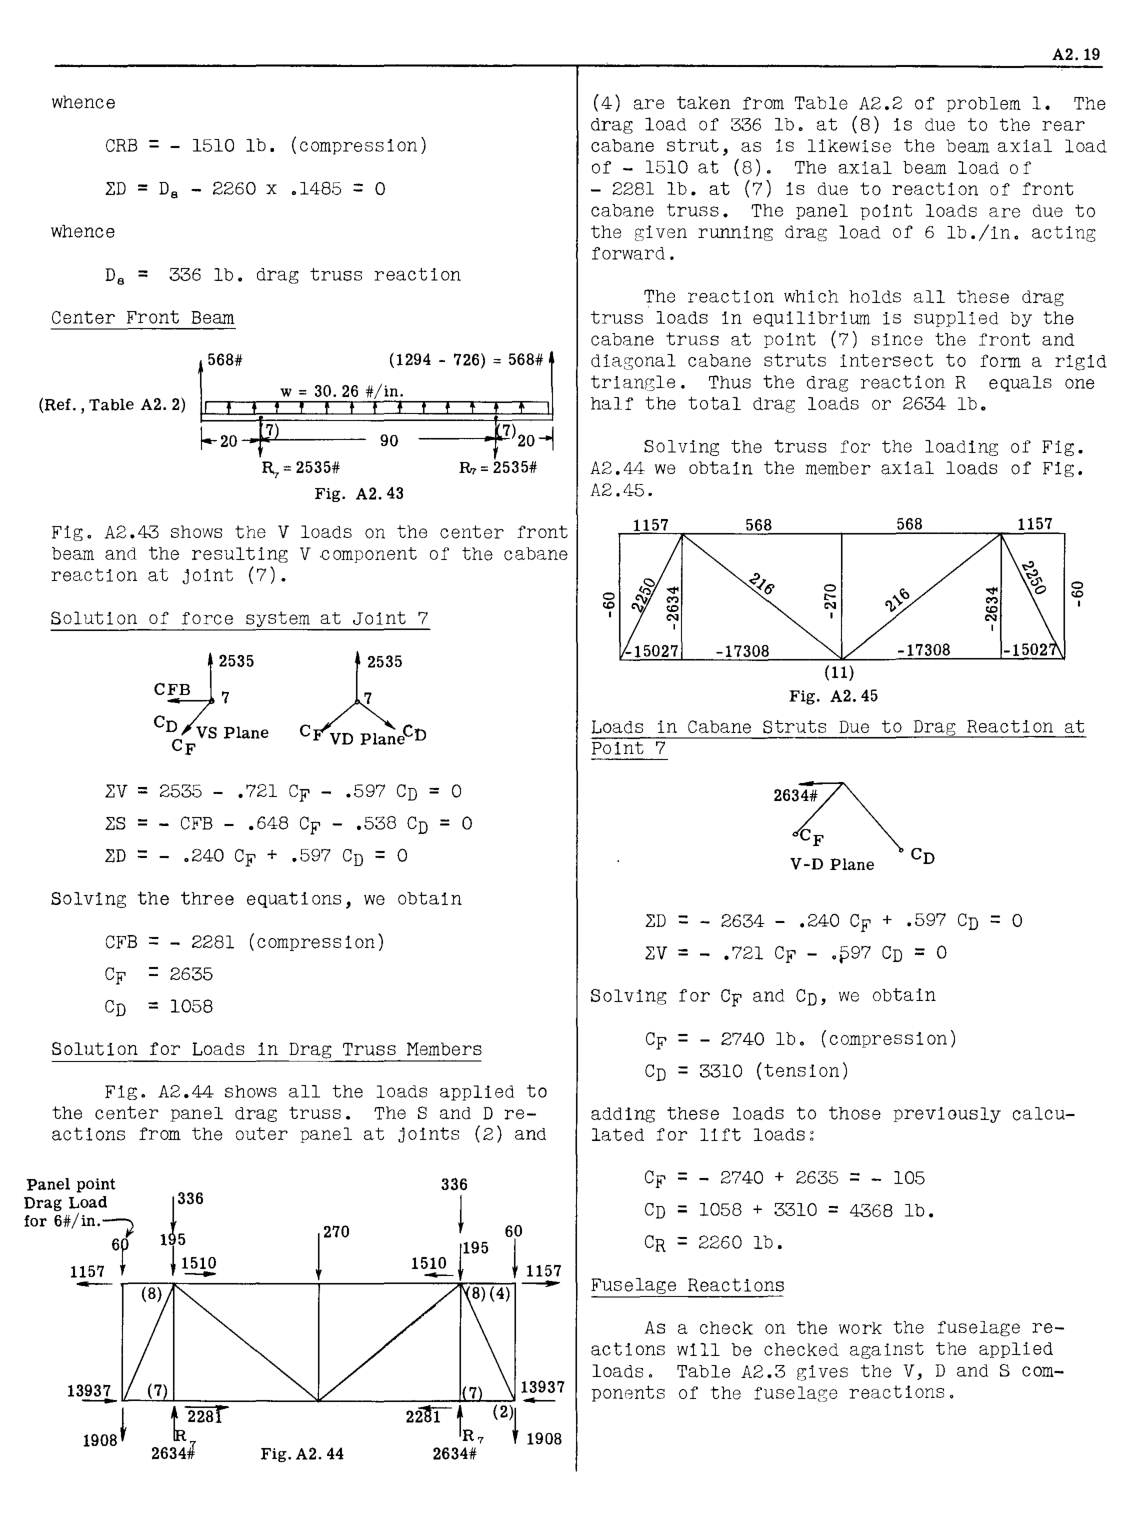 A2.19
whence
CRB = - 1510 lb. (compression)
ΣD = D₈ - 2260 x .1485 = 0
whence
D₈ = 336 lb. drag truss reaction
Center Front Beam
568#
(1294 - 726) = 568#
w = 30.26 #/in.
(Ref., Table A2.2)
(7)
(7)
20
90
20
R₇ = 2535#
R₇ = 2535#
Fig. A2.43
Fig. A2.43 shows the V loads on the center front
beam and the resulting V component of the cabane
reaction at joint (7).
Solution of force system at Joint 7
2535
2535
CFB
7
7
C_D
VS Plane
C_F
C_F
VD Plane
C_D
ΣV = 2535 - .721 C_F - .597 C_D = 0
ΣS = - CFB - .648 C_F - .538 C_D = 0
ΣD = - .240 C_F + .597 C_D = 0
Solving the three equations, we obtain
CFB = - 2281 (compression)
C_F = 2635
C_D = 1058
Solution for Loads in Drag Truss Members
Fig. A2.44 shows all the loads applied to
the center panel drag truss. The S and D re-
actions from the outer panel at joints (2) and
Panel point
Drag Load
for 6#/in.
336
336
60
195
270
195
60
1157
1510
1510
1157
(8)
(8)
(4)
13937
(7)
(7)
13937
2281
2281
(2)
1908
R₇
R₇
1908
2634#
Fig. A2.44
2634#
(4) are taken from Table A2.2 of problem 1. The
drag load of 336 lb. at (8) is due to the rear
cabane strut, as is likewise the beam axial load
of - 1510 at (8). The axial beam load of
- 2281 lb. at (7) is due to reaction of front
cabane truss. The panel point loads are due to
the given running drag load of 6 lb./in. acting
forward.
The reaction which holds all these drag
truss loads in equilibrium is supplied by the
cabane truss at point (7) since the front and
diagonal cabane struts intersect to form a rigid
triangle. Thus the drag reaction R equals one
half the total drag loads or 2634 lb.
Solving the truss for the loading of Fig.
A2.44 we obtain the member axial loads of Fig.
A2.45.
1157
568
568
1157
-60
2250
-2634
216
-270
216
-2634
2250
-60
-15027
-17308
-17308
-15027
(11)
Fig. A2.45
Loads in Cabane Struts Due to Drag Reaction at
Point 7
2634#
C_F
C_D
V-D Plane
ΣD = - 2634 - .240 C_F + .597 C_D = 0
ΣV = - .721 C_F - .597 C_D = 0
Solving for C_F and C_D, we obtain
C_F = - 2740 lb. (compression)
C_D = 3310 (tension)
adding these loads to those previously calcu-
lated for lift loads:
C_F = - 2740 + 2635 = - 105
C_D = 1058 + 3310 = 4368 lb.
C_R = 2260 lb.
Fuselage Reactions
As a check on the work the fuselage re-
actions will be checked against the applied
loads. Table A2.3 gives the V, D and S com-
ponents of the fuselage reactions.